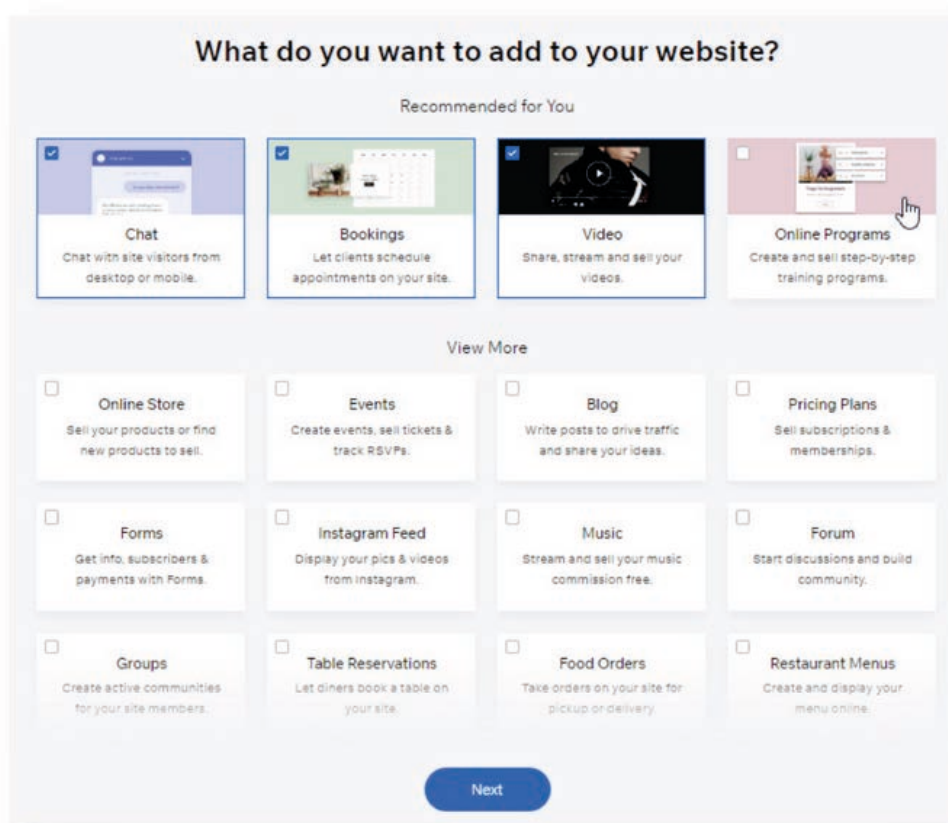 What do you want to add to your website?
Recommended for You
Chat
Chat with site visitors from
desktop or mobile.
Bookings
Let clients schedule
appointments on your site.
Video
Share, stream and sell your
videos.
Online Programs
Create and sell step-by-step
training programs.
View More
Online Store
Sell your products or find
new products to sell.
Events
Create events, sell tickets &
track RSVPs.
Blog
Write posts to drive traffic
and share your ideas.
Pricing Plans
Sell subscriptions &
memberships.
Forms
Get info, subscribers &
payments with Forms.
Instagram Feed
Display your pics & videos
from Instagram.
Music
Stream and sell your music
commission free.
Forum
Start discussions and build
community.
Groups
Create active communities
for your site members.
Table Reservations
Let diners book a table on
your site.
Food Orders
Take orders on your site for
pickup or delivery.
Restaurant Menus
Create and display your
menu online.
Next